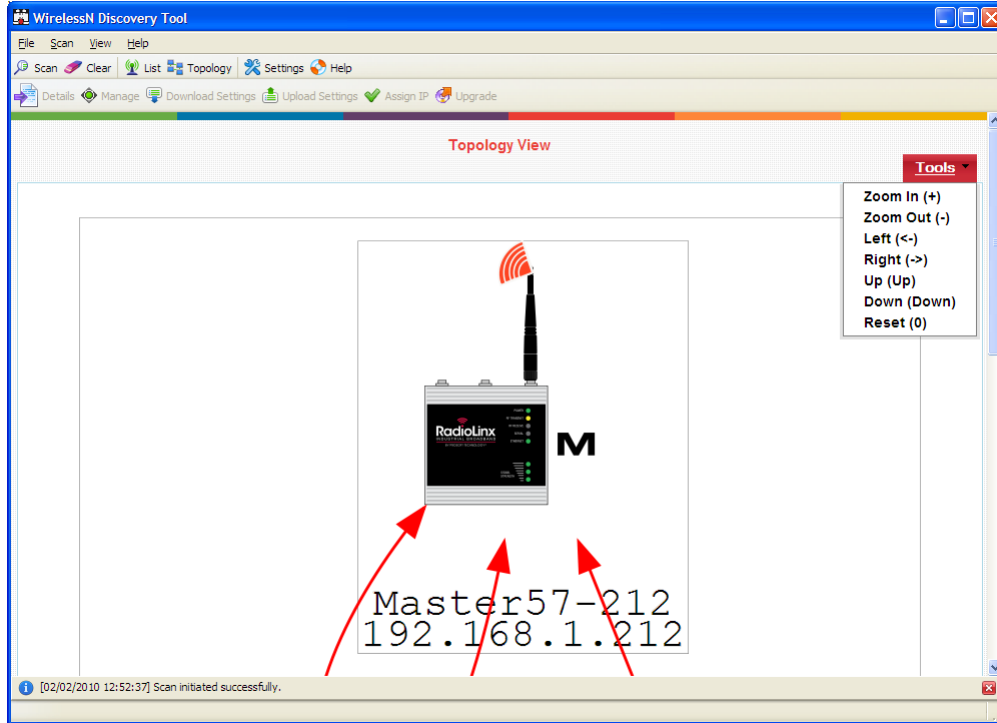 WirelessN Discovery Tool
File Scan View Help
Scan Clear List Topology Settings Help
Details Manage Download Settings Upload Settings Assign IP Upgrade
Topology View
Tools
Zoom In (+)
Zoom Out (-)
Left (<-)
Right (->)
Up (Up)
Down (Down)
Reset (0)
RadioLinx
INDUSTRIAL BROADBAND
M
Master57-212
192.168.1.212
[02/02/2010 12:52:37] Scan initiated successfully.